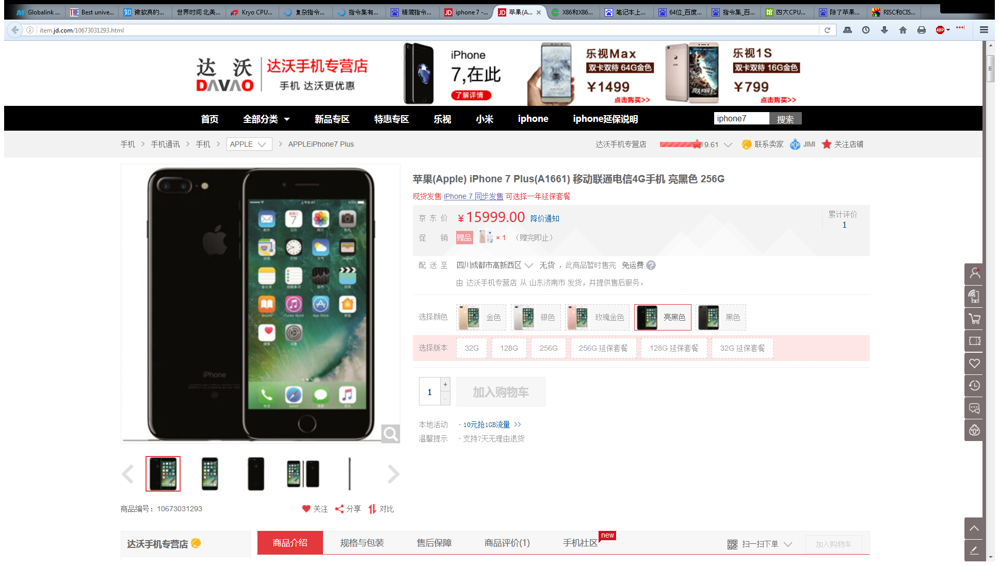 Globalink ...
Best unive...
微软真的...
世界时间 北美...
Kryo CPU...
复杂指令...
指令集有...
精简指令...
iphone 7 -...
苹果(A...
X86和X86...
笔记本上...
64位_百度...
指令集_百...
四大CPU...
除了苹果...
RISC和CIS...
item.jd.com/10673031293.html
达 沃
DAVAO
达沃手机专营店
手机 达沃更优惠
iPhone
7,在此
了解详情
乐视Max
双卡双待 64G金色
￥1499
点击购买>>
乐视1S
双卡双待 16G金色
￥799
点击购买>>
首页 全部分类 新品专区 特惠专区 乐视 小米 iphone iphone延保说明 iphone7 搜索
手机 > 手机通讯 > 手机 > APPLE > APPLEiPhone7 Plus 达沃手机专营店 9.61 联系卖家 JIMI 关注店铺
苹果(Apple) iPhone 7 Plus(A1661) 移动联通电信4G手机 亮黑色 256G
现货发售 iPhone 7 同步发售 可选择一年延保套餐
京东价 ￥15999.00 降价通知 累计评价
1
促销 赠品 × 1 （赠完即止）
配送至 四川成都市高新西区 无货 ，此商品暂时售完 免运费 ?
由 达沃手机专营店 从 山东济南市 发货，并提供售后服务。
选择颜色 金色 银色 玫瑰金色 亮黑色 黑色
选择版本 32G 128G 256G 256G 延保套餐 128G 延保套餐 32G 延保套餐
1 + - 加入购物车
本地活动 ·10元抢1GB流量 >>
温馨提示 ·支持7天无理由退货
iPhone
商品编号：10673031293 关注 分享 对比
达沃手机专营店
商品介绍 规格与包装 售后保障 商品评价(1) 手机社区 new 扫一扫下单 加入购物车